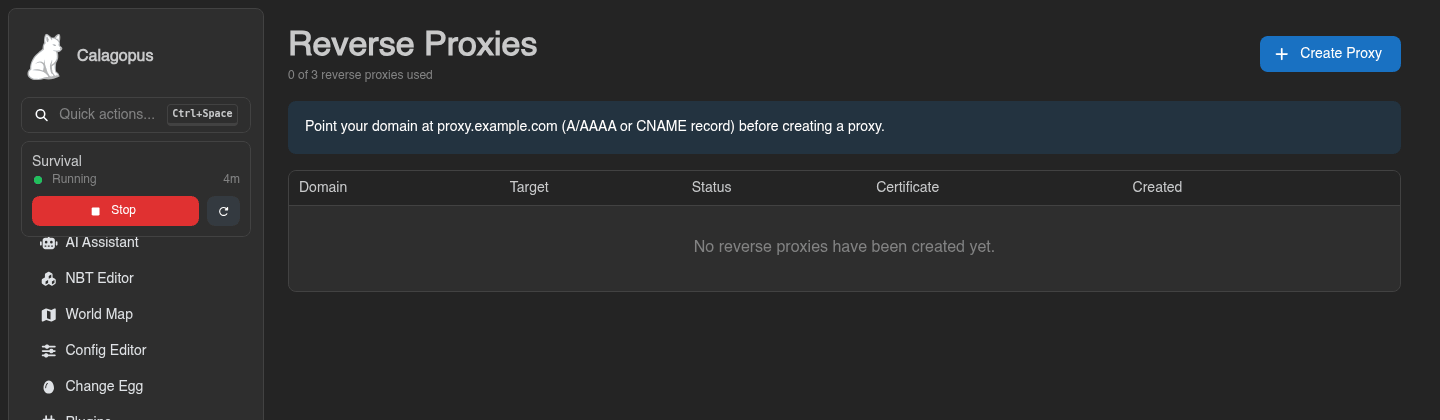 Calagopus
Quick actions... Ctrl+Space
Survival
Running 4m
Stop
AI Assistant
NBT Editor
World Map
Config Editor
Change Egg
Plugins
Reverse Proxies
0 of 3 reverse proxies used
Create Proxy
Point your domain at proxy.example.com (A/AAAA or CNAME record) before creating a proxy.
Domain Target Status Certificate Created
No reverse proxies have been created yet.